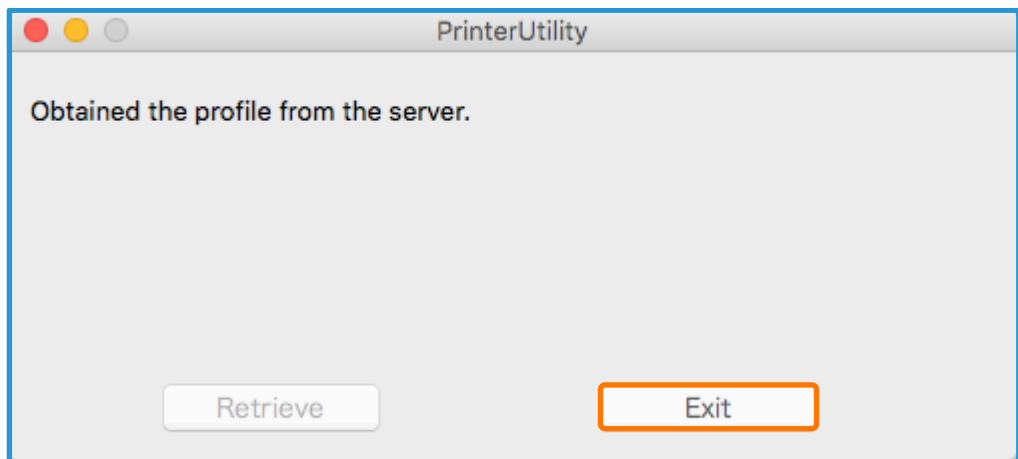 PrinterUtility
Obtained the profile from the server.
Retrieve
Exit